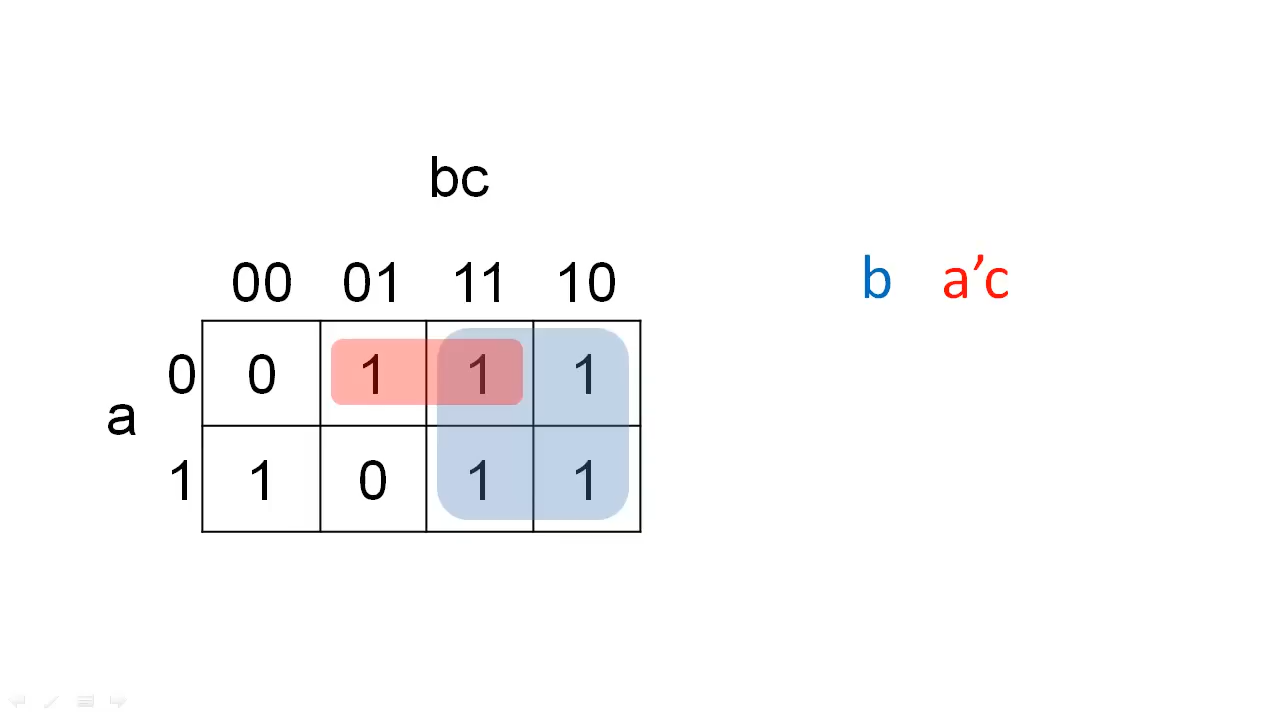 bc
00 01 11 10
b a’c
0 0 1 1 1
a
1 1 0 1 1